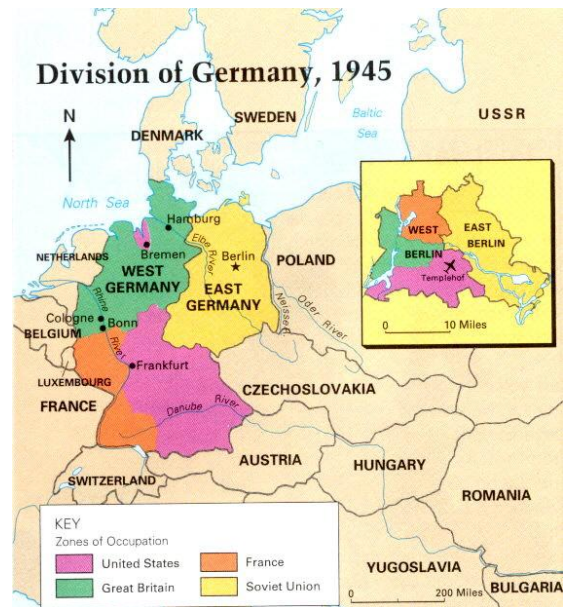 Division of Germany, 1945
N
DENMARK
SWEDEN
Baltic
Sea
USSR
North Sea
Hamburg
Elbe
River
Bremen
NETHERLANDS
WEST
GERMANY
Berlin
EAST
GERMANY
POLAND
Neisse
Oder River
WEST
BERLIN
EAST
BERLIN
Templehof
0 10 Miles
Rhine
River
Cologne
Bonn
BELGIUM
Frankfurt
LUXEMBOURG
FRANCE
CZECHOSLOVAKIA
Danube River
AUSTRIA
HUNGARY
SWITZERLAND
ROMANIA
YUGOSLAVIA
BULGARIA
KEY
Zones of Occupation
United States
France
Great Britain
Soviet Union
0 200 Miles